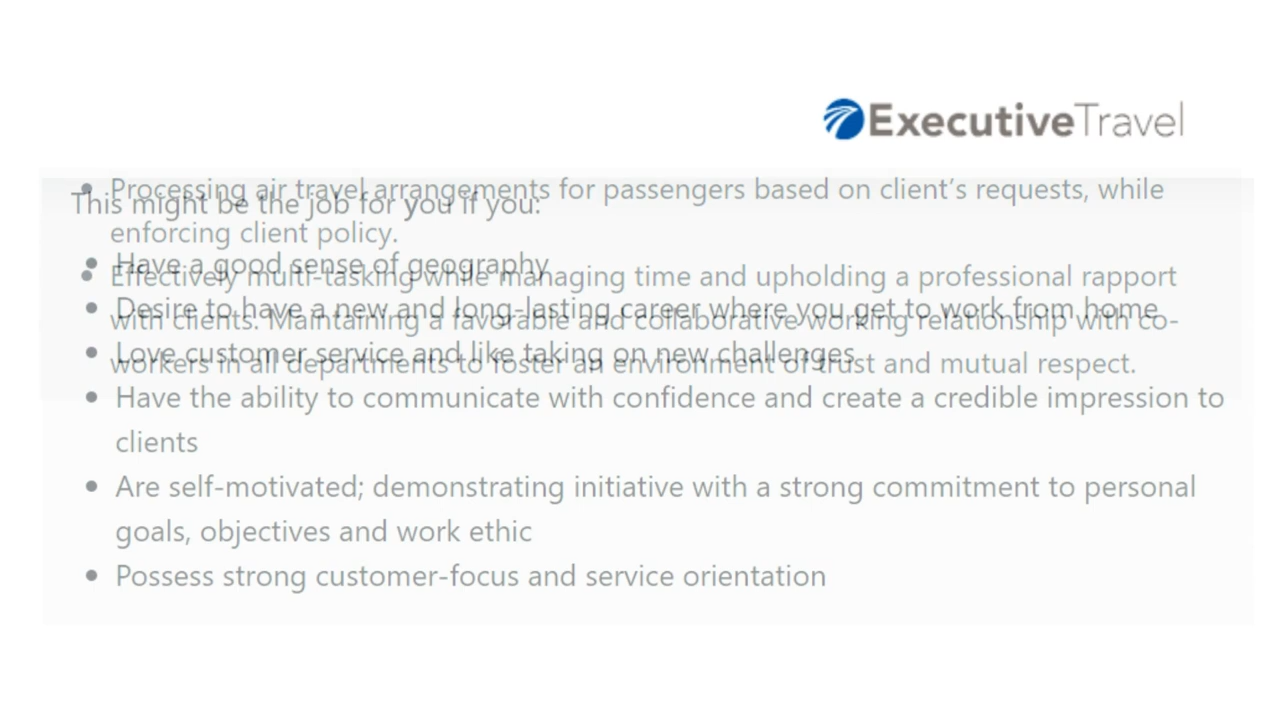 ExecutiveTravel
• Processing air travel arrangements for passengers based on client’s requests, while
enforcing client policy.
• Effectively multi-tasking while managing time and upholding a professional rapport
with clients. Maintaining a favorable and collaborative working relationship with co-
workers in all departments to foster an environment of trust and mutual respect.
This might be the job for you if you:
• Have a good sense of geography
• Desire to have a new and long-lasting career where you get to work from home
• Love customer service and like taking on new challenges
• Have the ability to communicate with confidence and create a credible impression to
clients
• Are self-motivated; demonstrating initiative with a strong commitment to personal
goals, objectives and work ethic
• Possess strong customer-focus and service orientation